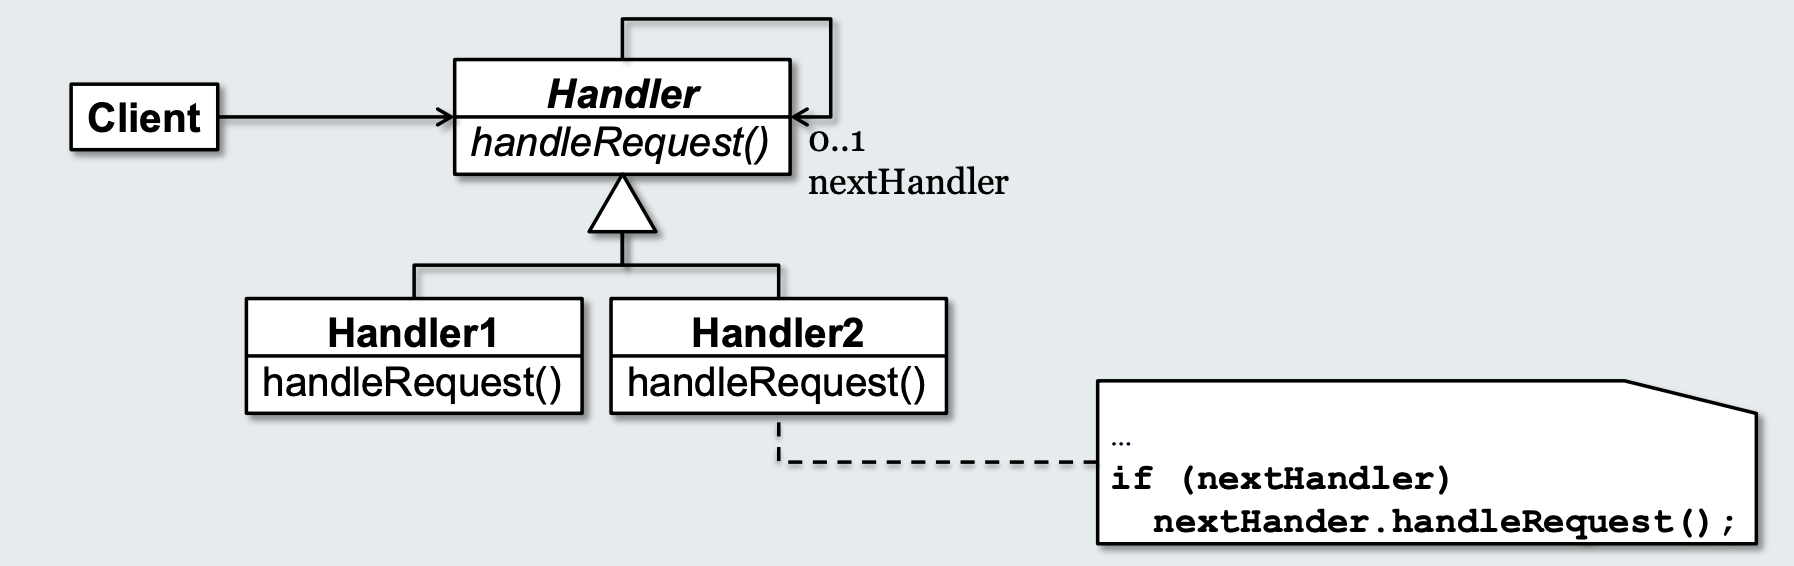 Client
Handler
handleRequest()
0..1
nextHandler
Handler1
handleRequest()
Handler2
handleRequest()
...
if (nextHandler)
nextHander.handleRequest();